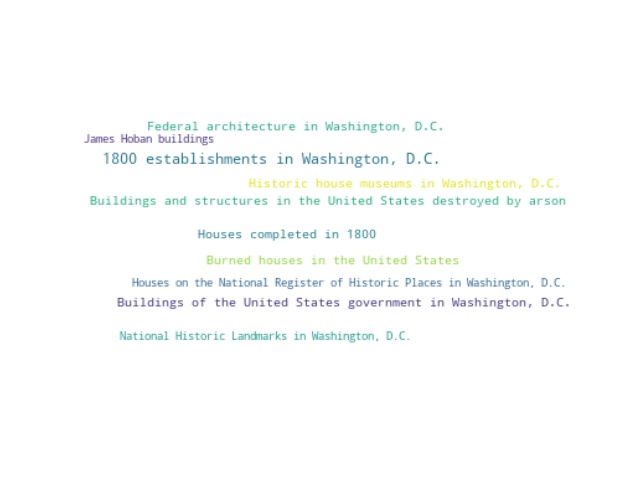 Federal architecture in Washington, D.C.
James Hoban buildings
1800 establishments in Washington, D.C.
Historic house museums in Washington, D.C.
Buildings and structures in the United States destroyed by arson
Houses completed in 1800
Burned houses in the United States
Houses on the National Register of Historic Places in Washington, D.C.
Buildings of the United States government in Washington, D.C.
National Historic Landmarks in Washington, D.C.